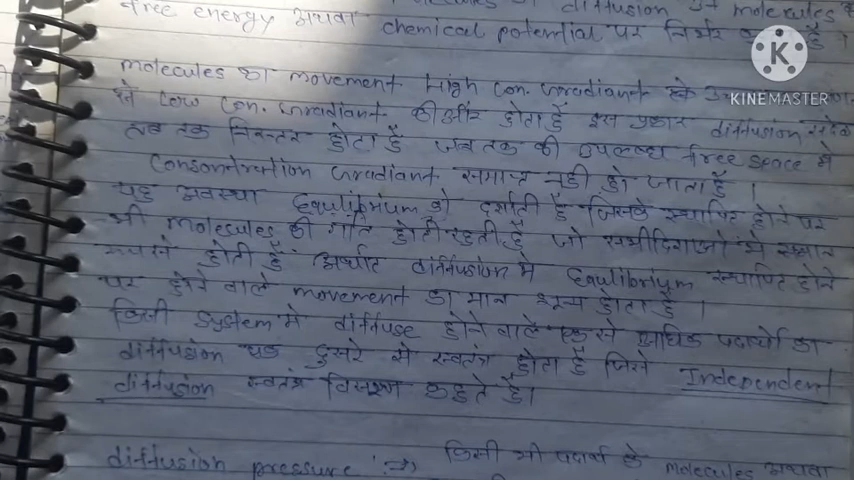 free energy अथवा chemical potential पर निर्भर
molecules का movement High con. Gradiant के
से Low con. Gradiant की ओर होता हैं इस प्रकार diffusion
तब तक निरन्तर होता हैं जब तक की उपलब्ध free space मे
Consontration Gradiant समाप्त नही हो जाता हैं ।
यह अवस्था Equilibrium को दर्शाती हैं जिसके स्थापित होने पर
भी molecules की गति होती रहती हैं जो सभी दिशाओ मे समान
रूप से होती हैं अर्थात diffusion मे Equlibrium स्थापित होने
पर होने वाले movement का मान शून्य होता हैं ।
किसी system मे diffuse होने वाले एक से अधिक पदार्थो का
diffusion एक दुसरे से स्वतंत्र होता हैं जिसे Independent
diffusion स्वतंत्र विसरण कहते हैं।
diffusion pressure :→ किसी भी पदार्थ के molecules अथवा
KINEMASTER